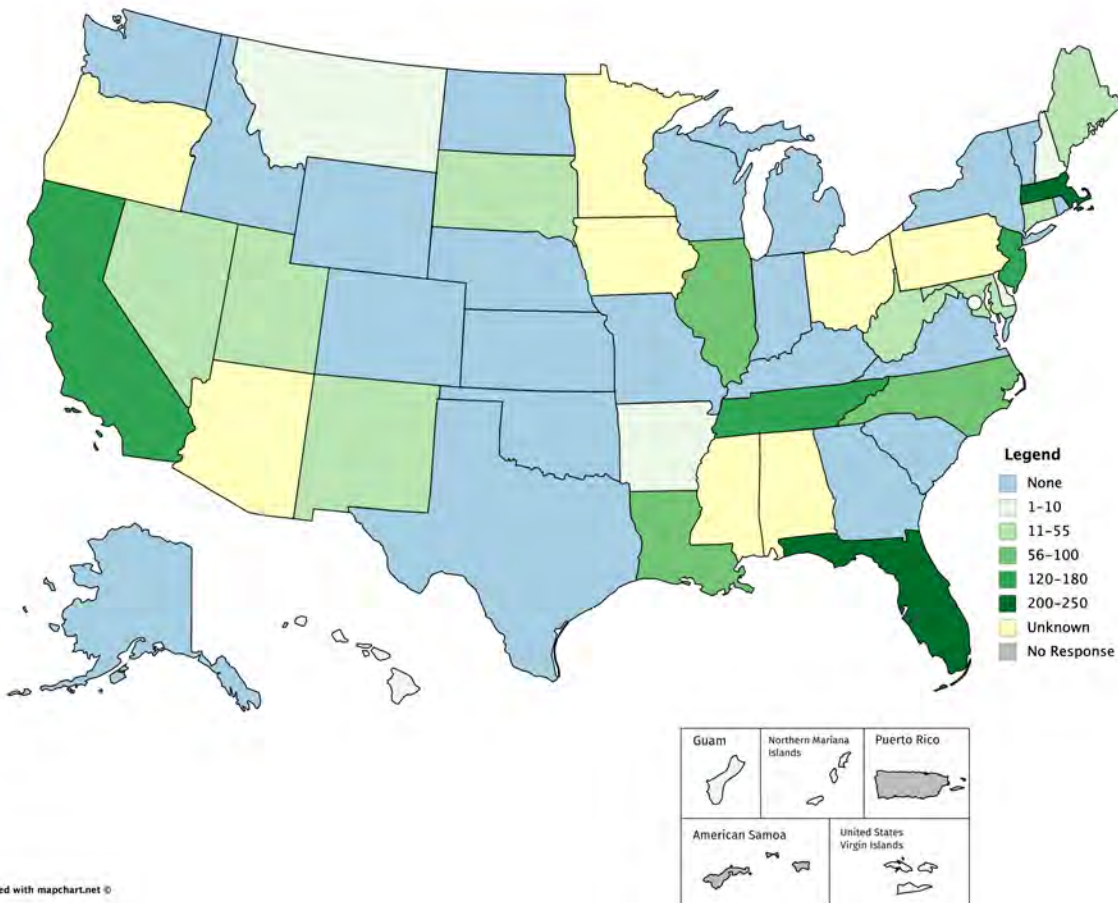 Legend
None
1-10
11-55
56-100
120-180
200-250
Unknown
No Response
Guam
Northern Mariana
Islands
Puerto Rico
American Samoa
United States
Virgin Islands
ed with mapchart.net ©